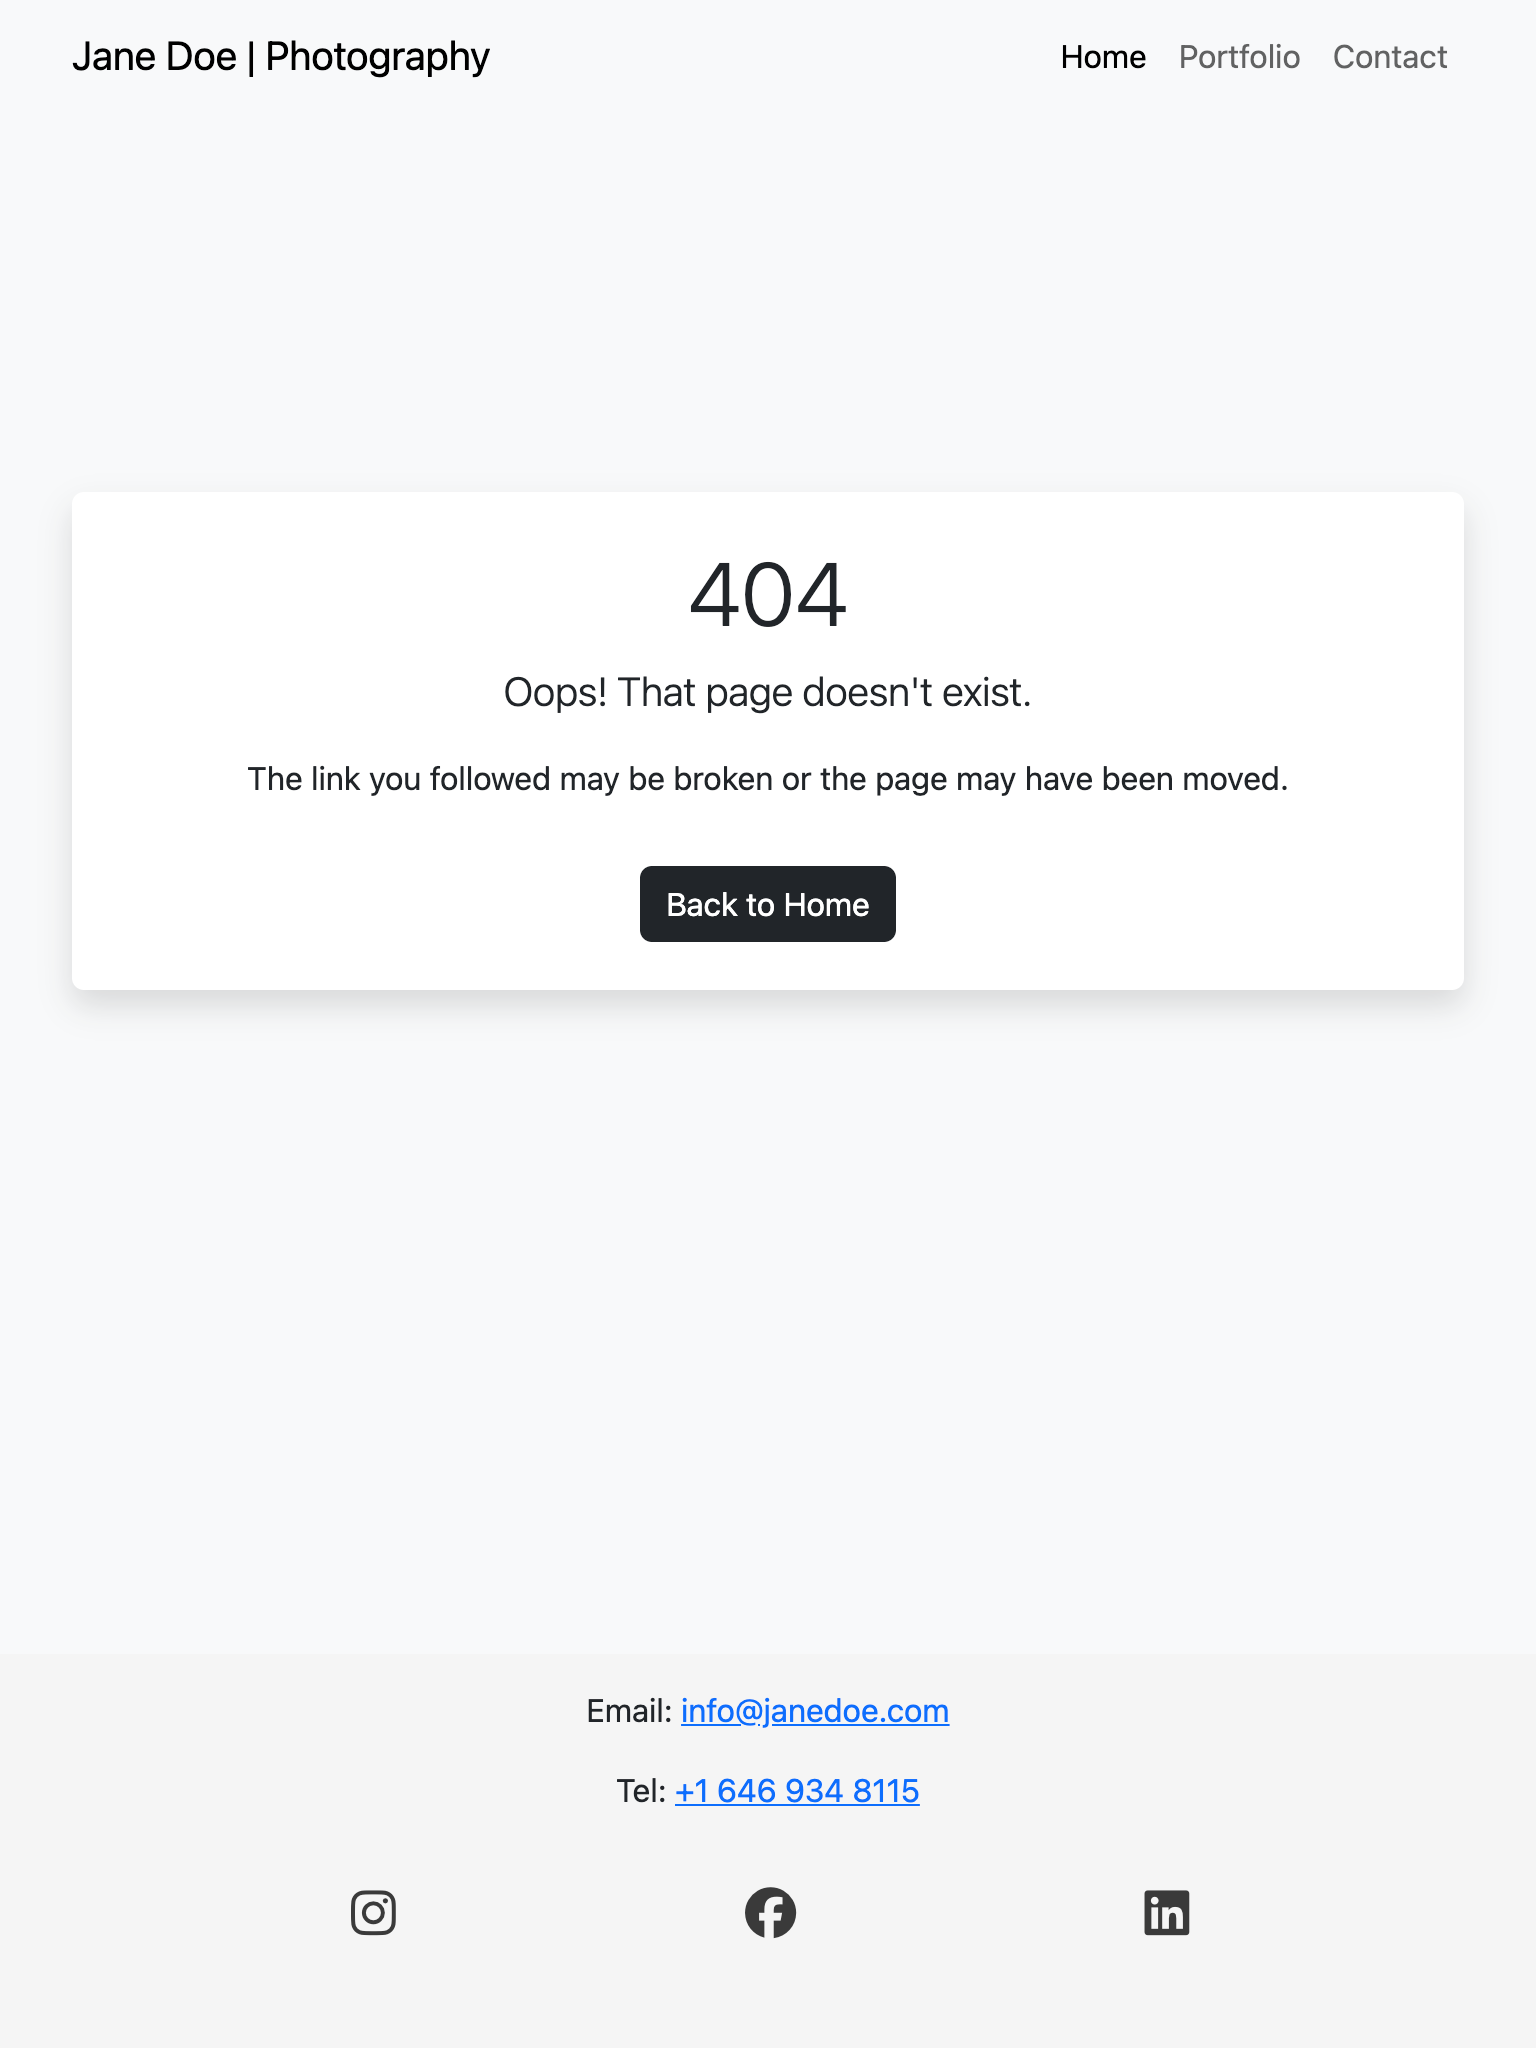 Jane Doe | Photography
Home Portfolio Contact
404
Oops! That page doesn't exist.
The link you followed may be broken or the page may have been moved.
Back to Home
Email: info@janedoe.com
Tel: +1 646 934 8115